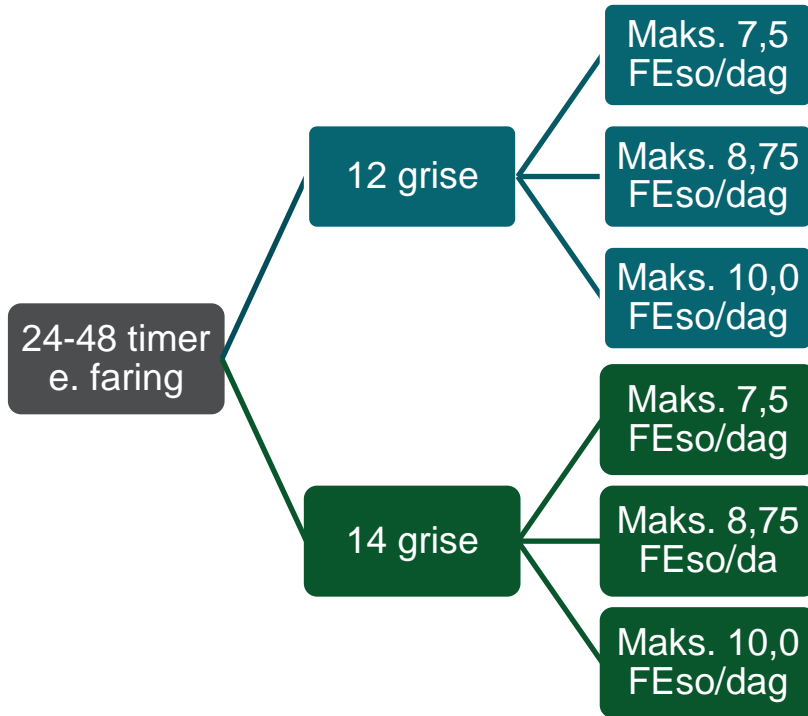 24-48 timer
e. faring
12 grise
Maks. 7,5
FEso/dag
Maks. 8,75
FEso/dag
Maks. 10,0
FEso/dag
14 grise
Maks. 7,5
FEso/dag
Maks. 8,75
FEso/da
Maks. 10,0
FEso/dag